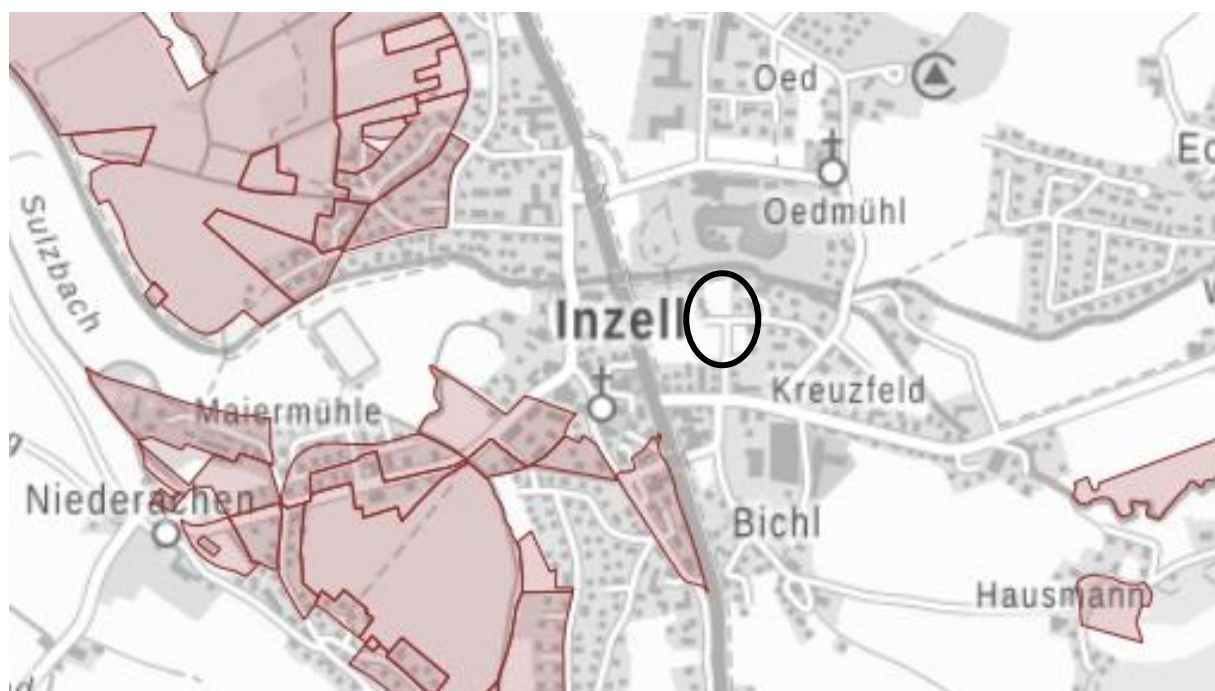 Oed
Sulzbach
Oedmühl
Inzell
Maiermühle
Kreuzfeld
Niederachen
Bichl
Hausmann